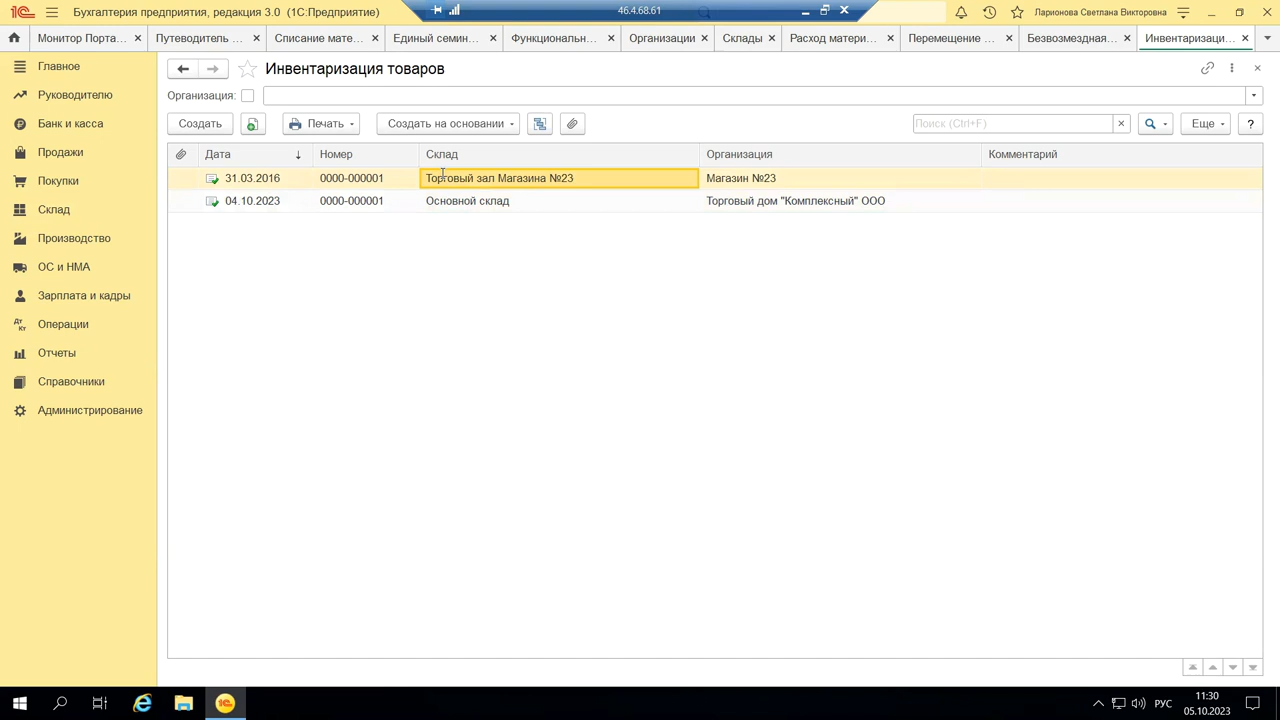 Бухгалтерия предприятия, редакция 3.0 (1С:Предприятие)
46.4.68.61
Ларионова Светлана Викторовна
Монитор Порта...
Путеводитель ...
Списание мате...
Единый семин...
Функциональн...
Организации
Склады
Расход матери...
Перемещение ...
Безвозмездная...
Инвентаризаци...
Главное
Руководителю
Банк и касса
Продажи
Покупки
Склад
Производство
ОС и НМА
Зарплата и кадры
Операции
Отчеты
Справочники
Администрирование
Инвентаризация товаров
Организация:
Создать
Печать
Создать на основании
Поиск (Ctrl+F)
Еще
?
Дата Номер Склад Организация Комментарий
31.03.2016 0000-000001 Торговый зал Магазина №23 Магазин №23
04.10.2023 0000-000001 Основной склад Торговый дом "Комплексный" ООО
РУС
11:30
05.10.2023